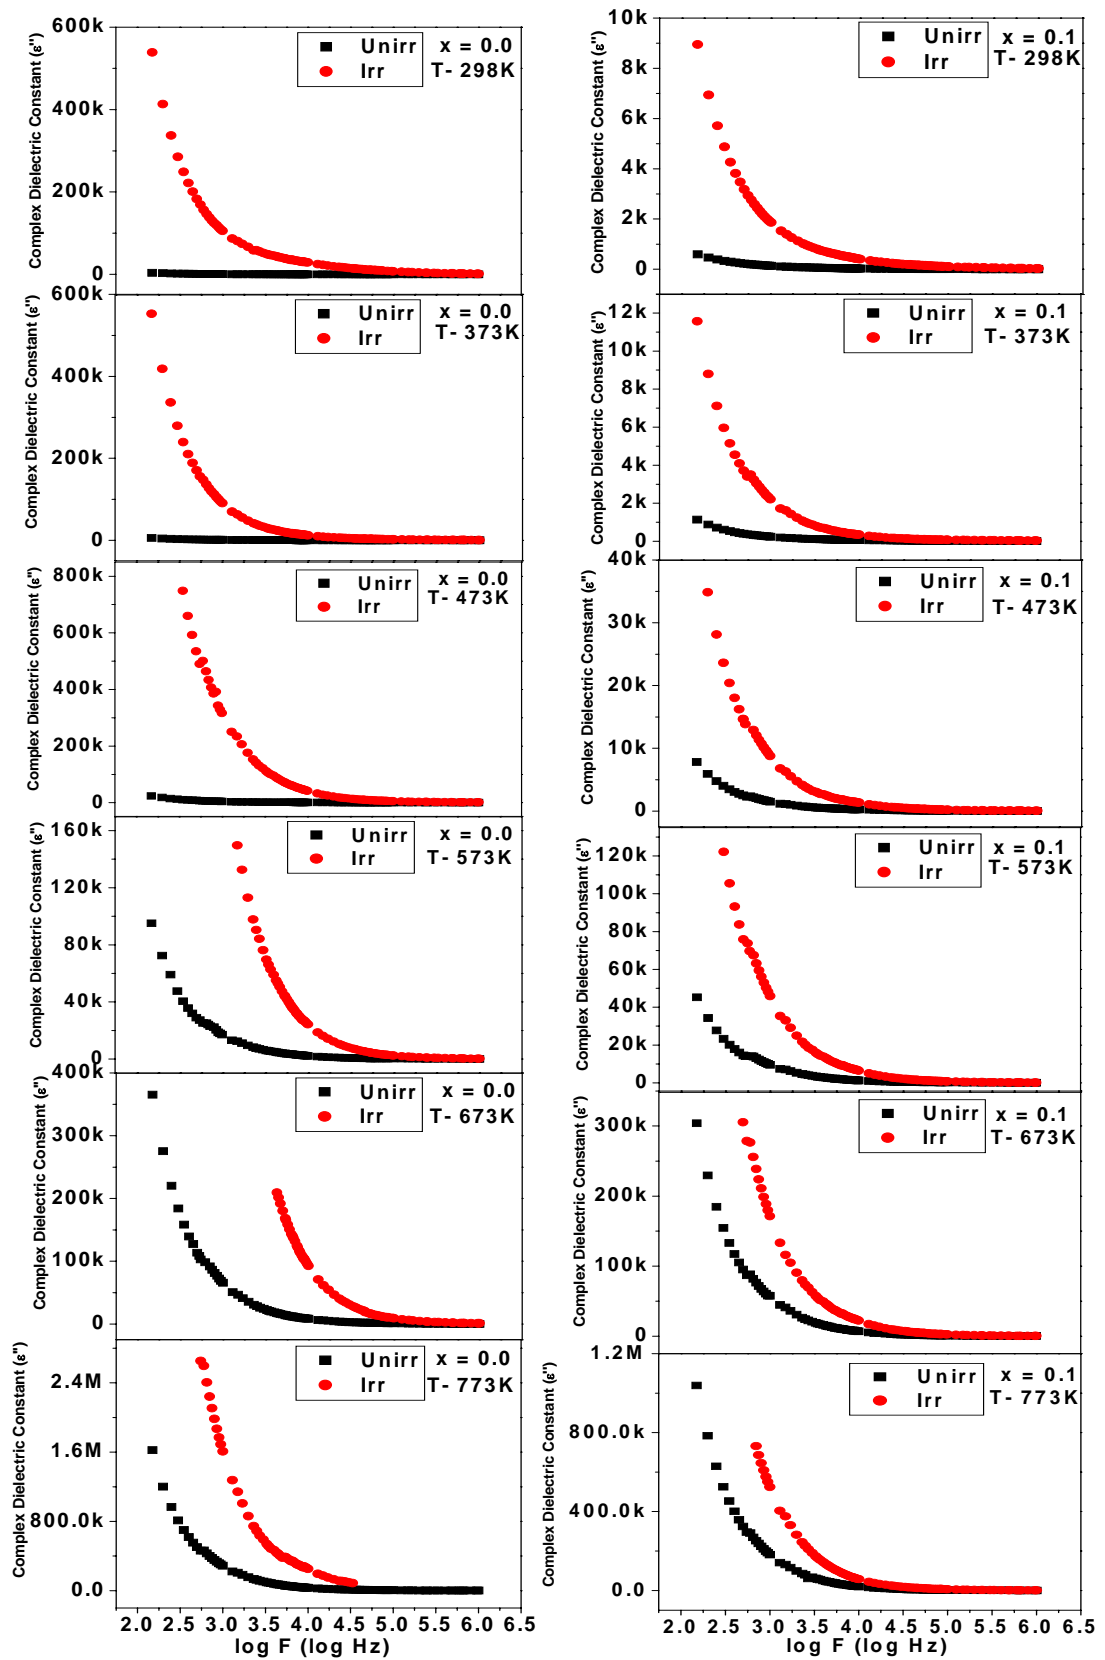 600k
400k
200k
0
Complex Dielectric Constant (ε'')
Unirr
Irr
x = 0.0
T- 298K
600k
400k
200k
0
Complex Dielectric Constant (ε'')
Unirr
Irr
x = 0.0
T- 373K
800k
600k
400k
200k
0
Complex Dielectric Constant (ε'')
Unirr
Irr
x = 0.0
T- 473K
160k
120k
80k
40k
0
Complex Dielectric Constant (ε'')
Unirr
Irr
x = 0.0
T- 573K
400k
300k
200k
100k
0
Complex Dielectric Constant (ε'')
Unirr
Irr
x = 0.0
T- 673K
2.4M
1.6M
800.0k
0.0
Complex Dielectric Constant (ε'')
Unirr
Irr
x = 0.0
T- 773K
2.0 2.5 3.0 3.5 4.0 4.5 5.0 5.5 6.0 6.5
log F (log Hz)
10k
8k
6k
4k
2k
0
Complex Dielectric Constant (ε'')
Unirr
Irr
x = 0.1
T- 298K
12k
10k
8k
6k
4k
2k
0
Complex Dielectric Constant (ε'')
Unirr
Irr
x = 0.1
T- 373K
40k
30k
20k
10k
0
Complex Dielectric Constant (ε'')
Unirr
Irr
x = 0.1
T- 473K
120k
100k
80k
60k
40k
20k
0
Complex Dielectric Constant (ε'')
Unirr
Irr
x = 0.1
T- 573K
300k
200k
100k
0
Complex Dielectric Constant (ε'')
Unirr
Irr
x = 0.1
T- 673K
1.2M
800.0k
400.0k
0.0
Complex Dielectric Constant (ε'')
Unirr
Irr
x = 0.1
T- 773K
2.0 2.5 3.0 3.5 4.0 4.5 5.0 5.5 6.0 6.5
log F (log Hz)